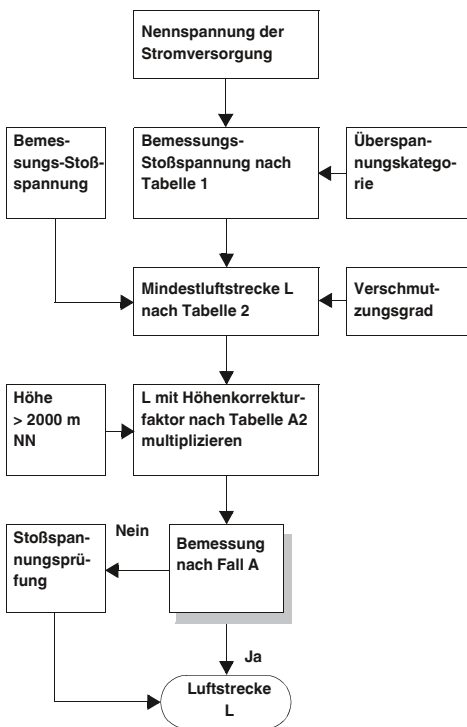 Nennspannung der
Stromversorgung
Bemes-
sungs-Stoß-
spannung
Bemessungs-
Stoßspannung nach
Tabelle 1
Überspan-
nungskatego-
rie
Mindestluftstrecke L
nach Tabelle 2
Verschmut-
zungsgrad
Höhe
> 2000 m
NN
L mit Höhenkorrektur-
faktor nach Tabelle A2
multiplizieren
Stoßspan-
nungsprü-
fung
Nein
Bemessung
nach Fall A
Ja
Luftstrecke
L